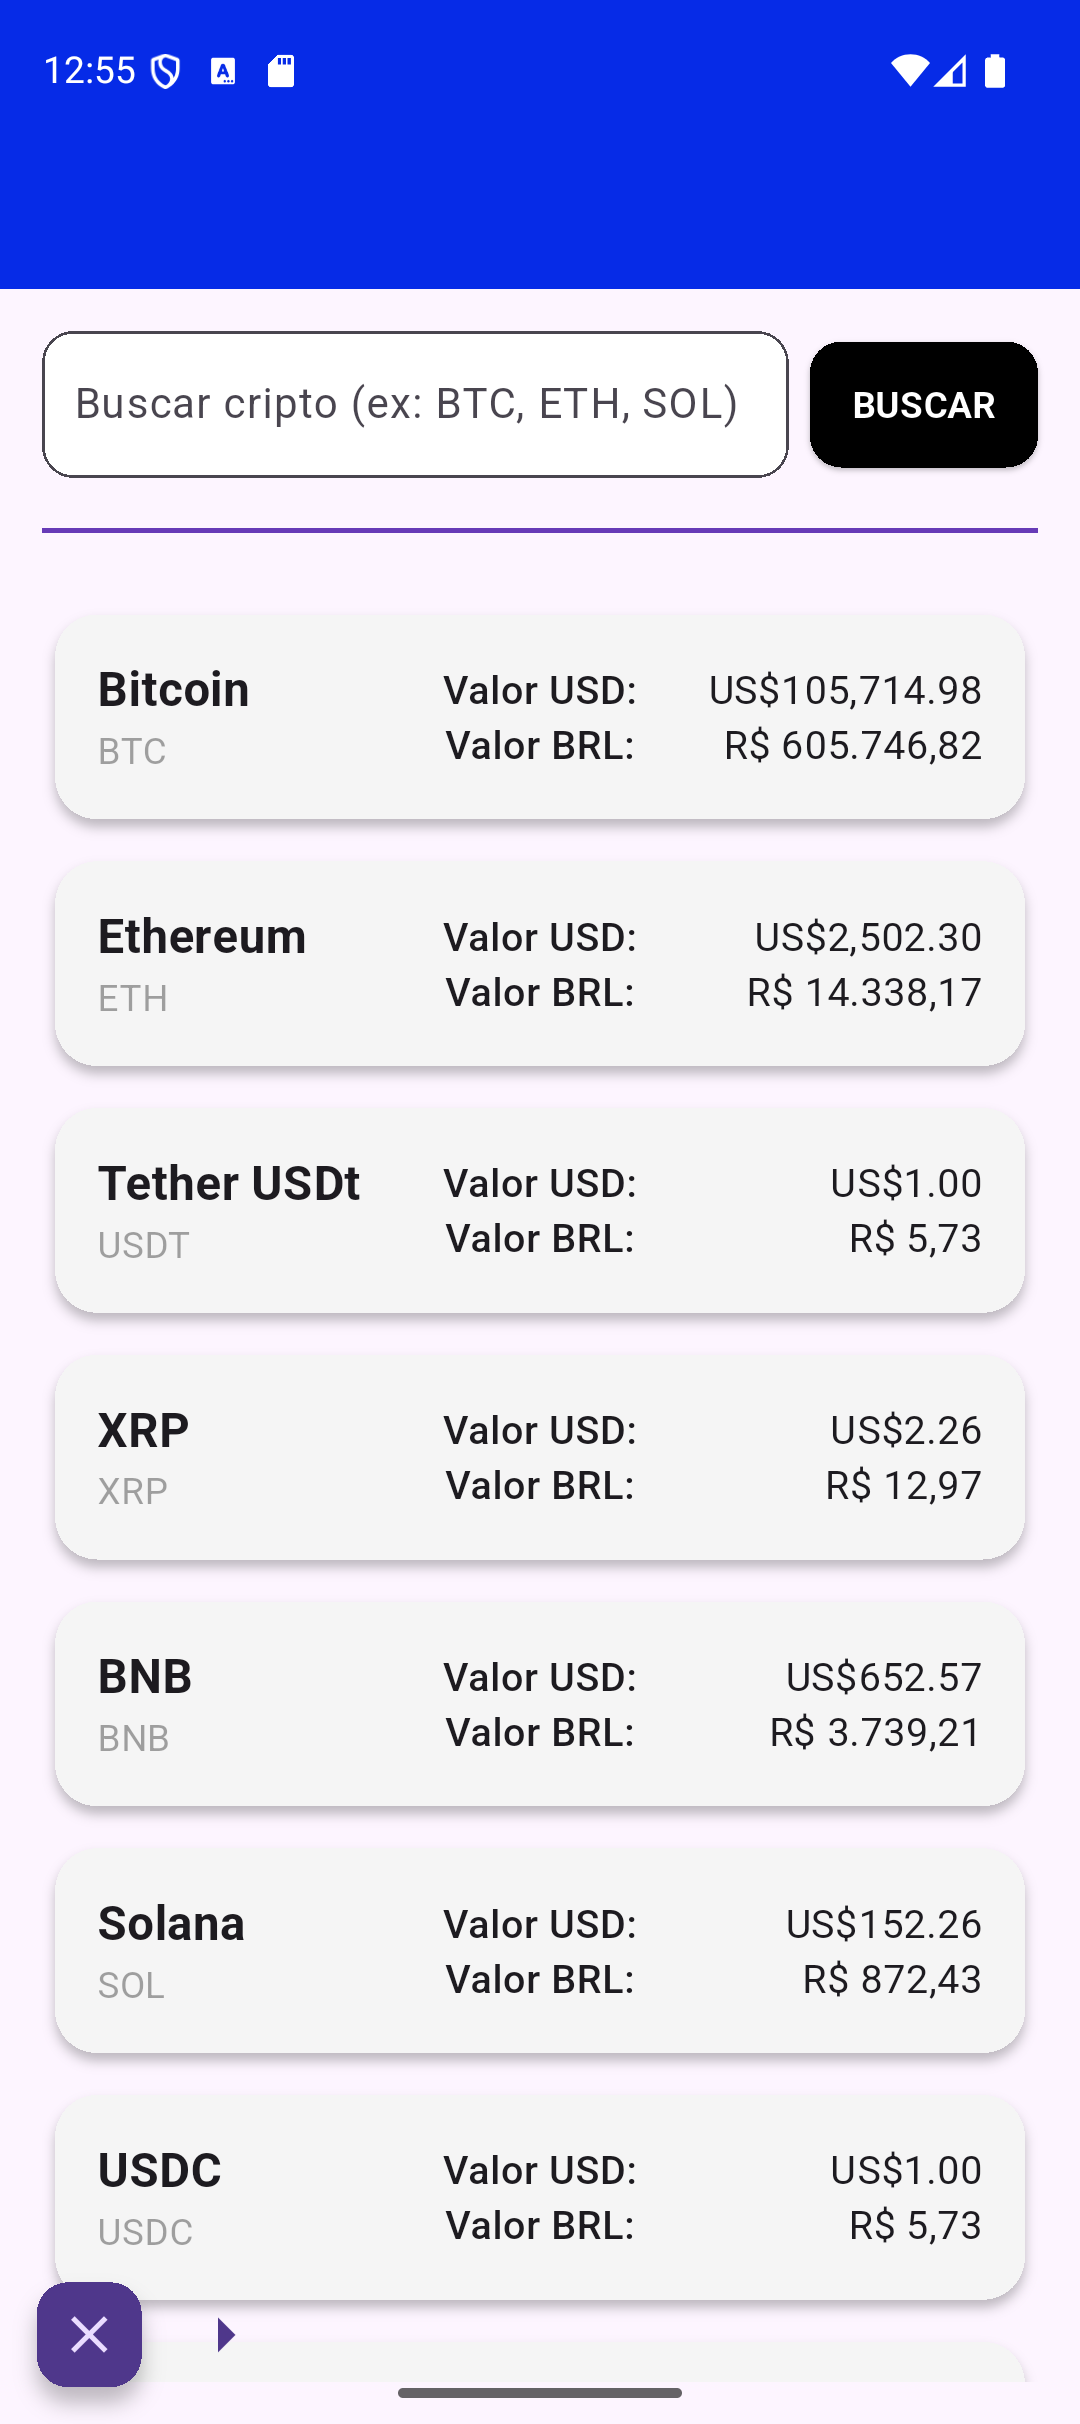 12:55
Buscar cripto (ex: BTC, ETH, SOL)
BUSCAR
Bitcoin
BTC
Valor USD: US$105,714.98
Valor BRL: R$ 605.746,82
Ethereum
ETH
Valor USD: US$2,502.30
Valor BRL: R$ 14.338,17
Tether USDt
USDT
Valor USD: US$1.00
Valor BRL: R$ 5,73
XRP
XRP
Valor USD: US$2.26
Valor BRL: R$ 12,97
BNB
BNB
Valor USD: US$652.57
Valor BRL: R$ 3.739,21
Solana
SOL
Valor USD: US$152.26
Valor BRL: R$ 872,43
USDC
USDC
Valor USD: US$1.00
Valor BRL: R$ 5,73